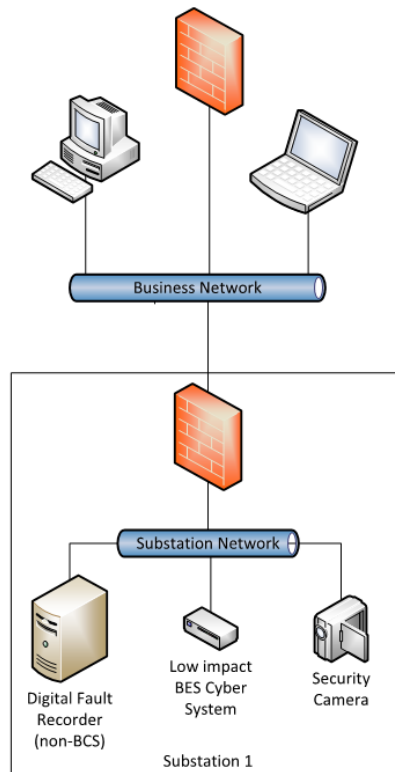 Business Network
Substation Network
Digital Fault
Recorder
(non-BCS)
Low impact
BES Cyber
System
Security
Camera
Substation 1